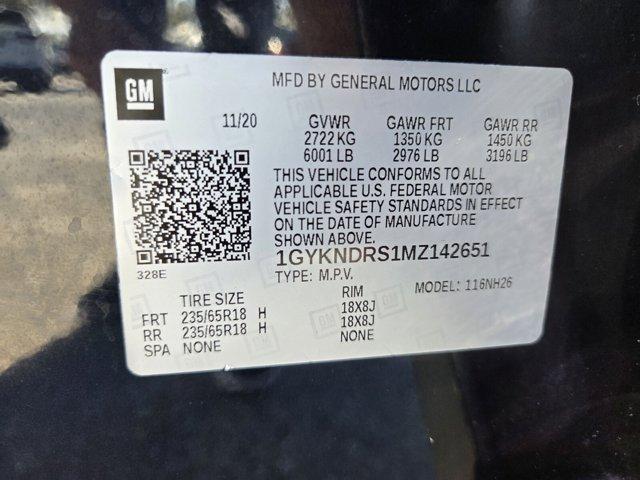 GM
MFD BY GENERAL MOTORS LLC
11/20 GVWR GAWR FRT GAWR RR
2722 KG 1350 KG 1450 KG
6001 LB 2976 LB 3196 LB
THIS VEHICLE CONFORMS TO ALL
APPLICABLE U.S. FEDERAL MOTOR
VEHICLE SAFETY STANDARDS IN EFFECT
ON THE DATE OF MANUFACTURE
SHOWN ABOVE.
328E
1GYKNDRS1MZ142651
TYPE: M.P.V. MODEL: 116NH26
TIRE SIZE RIM
FRT 235/65R18 H 18X8J
RR 235/65R18 H 18X8J
SPA NONE NONE